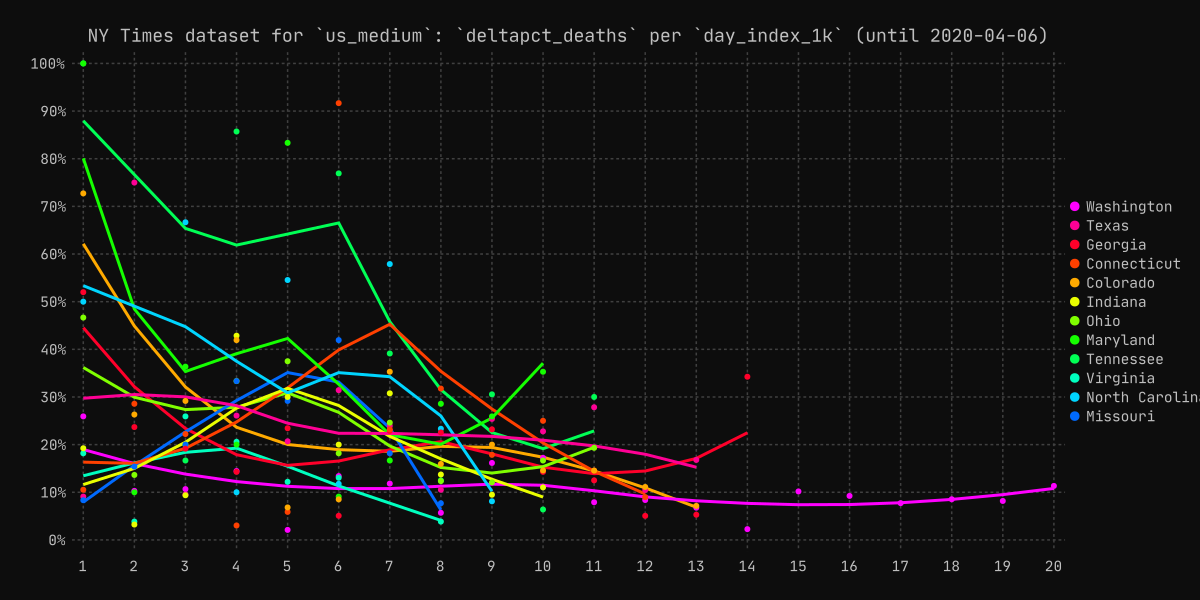 NY Times dataset for `us_medium`: `deltapct_deaths` per `day_index_1k` (until 2020-04-06)
100%
90%
80%
70%
60%
50%
40%
30%
20%
10%
0%
1 2 3 4 5 6 7 8 9 10 11 12 13 14 15 16 17 18 19 20
Washington
Texas
Georgia
Connecticut
Colorado
Indiana
Ohio
Maryland
Tennessee
Virginia
North Carolin
Missouri